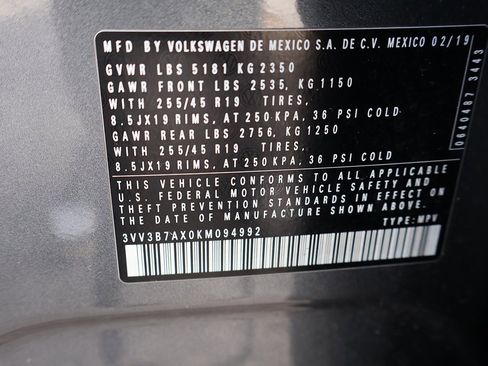 MFD BY VOLKSWAGEN DE MEXICO S.A. DE C.V. MEXICO 02/19
GVWR LBS 5181 KG 2350
GAWR FRONT LBS 2535, KG 1150
WITH 255/45 R19 TIRES,
8.5JX19 RIMS, AT 250 KPA, 36 PSI COLD
GAWR REAR LBS 2756, KG 1250
WITH 255/45 R19 TIRES,
8.5JX19 RIMS, AT 250 KPA, 36 PSI COLD
THIS VEHICLE CONFORMS TO ALL APPLICABLE
U.S. FEDERAL MOTOR VEHICLE SAFETY AND
THEFT PREVENTION STANDARDS IN EFFECT ON
THE DATE OF MANUFACTURE SHOWN ABOVE.
3VV3B7AX0KM094992 TYPE: MPV
0640487 3443